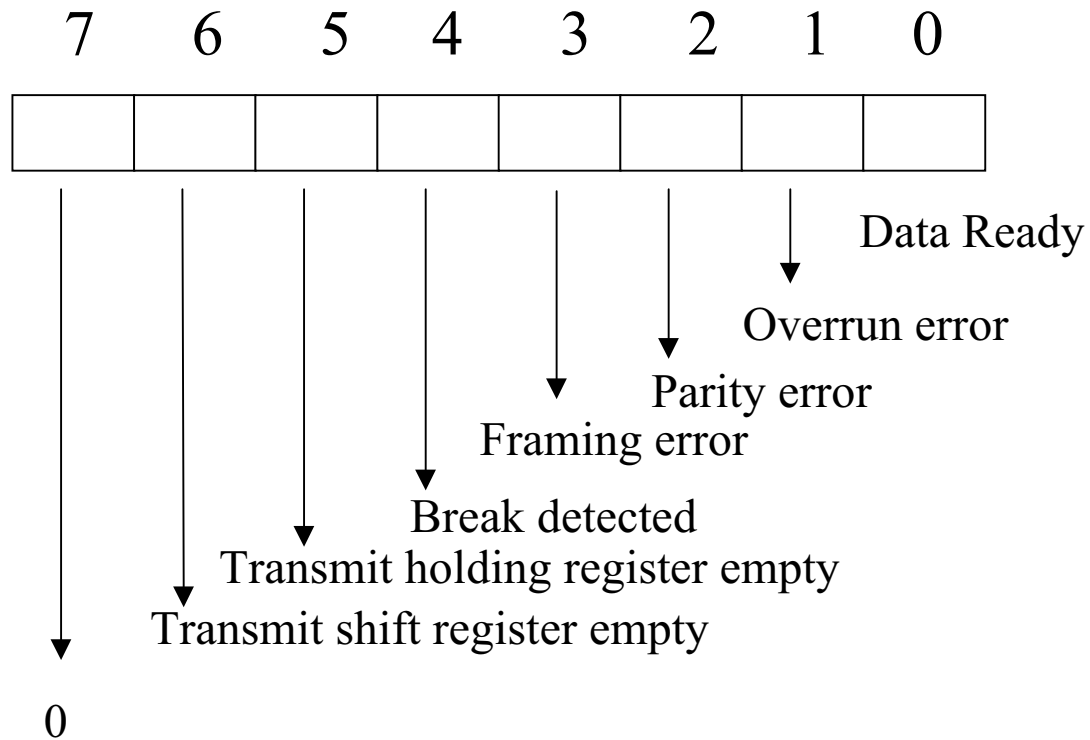 7 6 5 4 3 2 1 0
Data Ready
Overrun error
Parity error
Framing error
Break detected
Transmit holding register empty
Transmit shift register empty
0